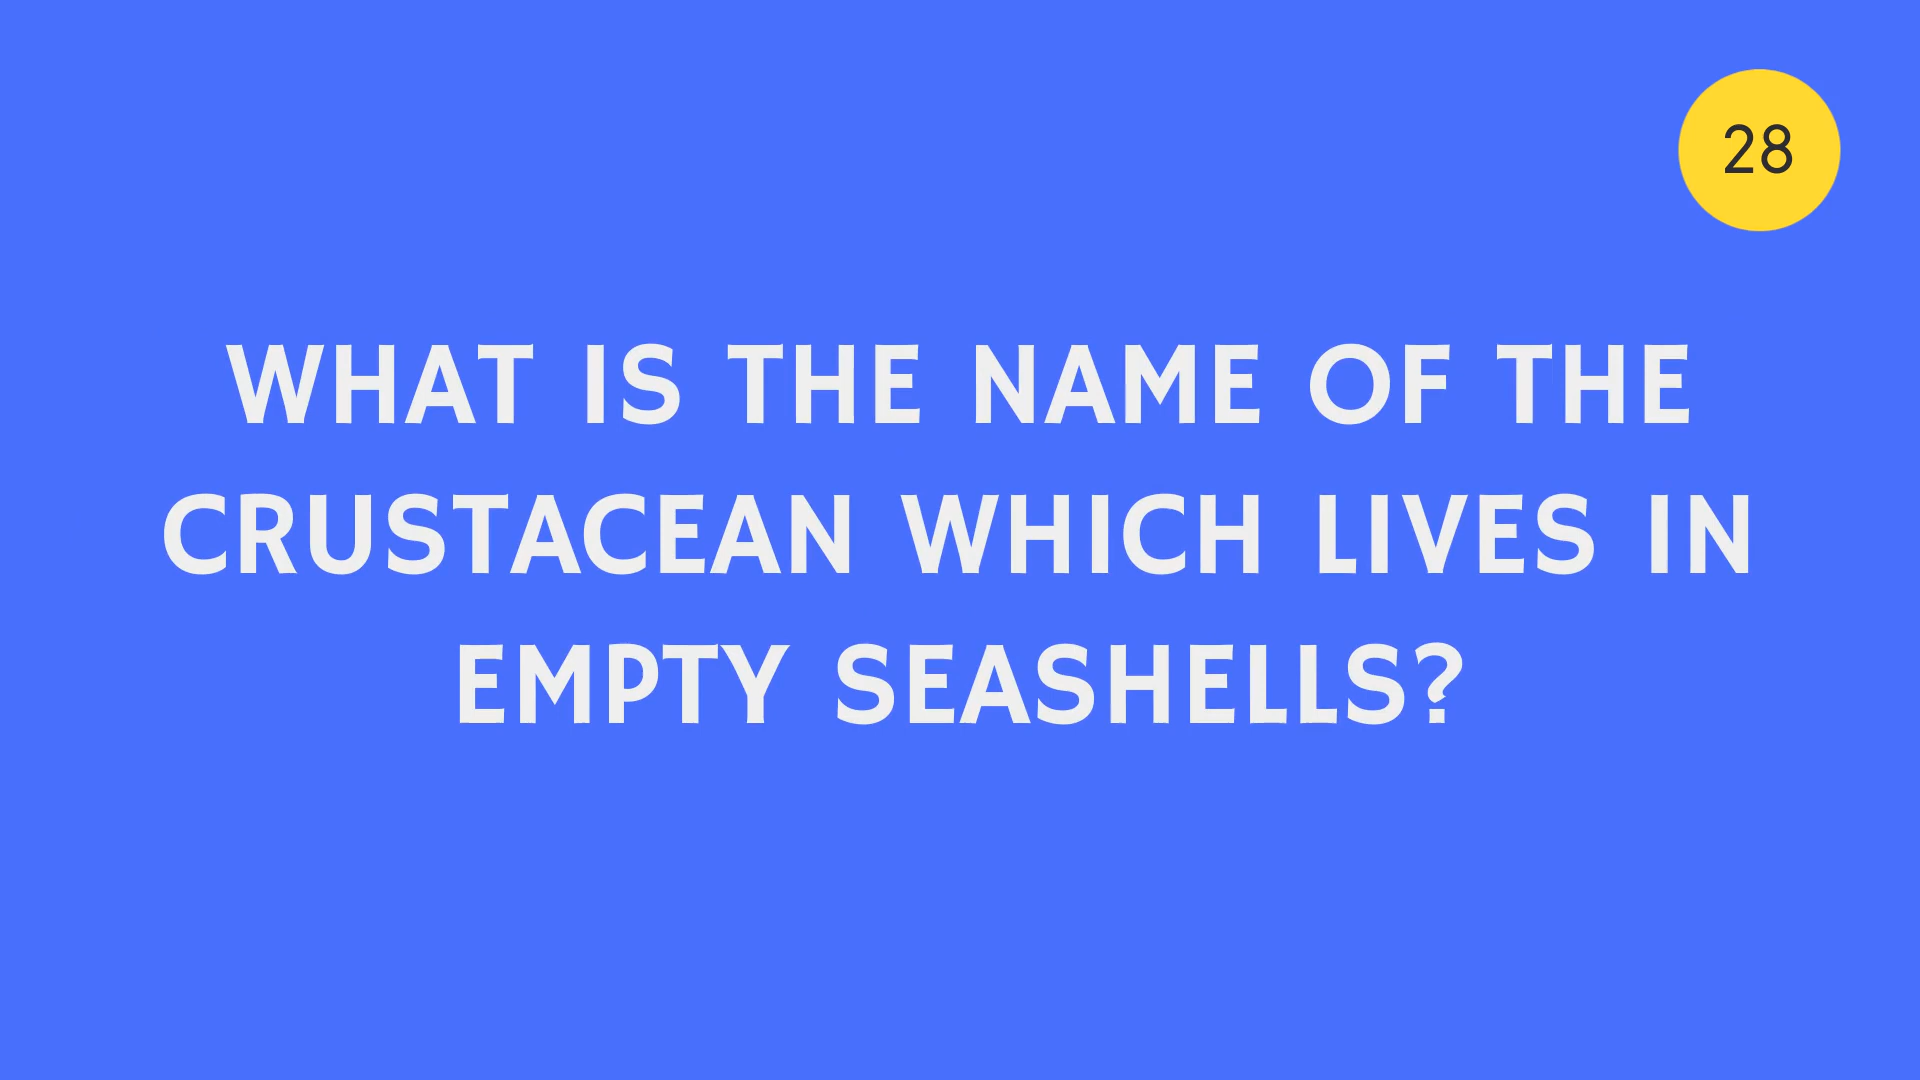 28
WHAT IS THE NAME OF THE
CRUSTACEAN WHICH LIVES IN
EMPTY SEASHELLS?